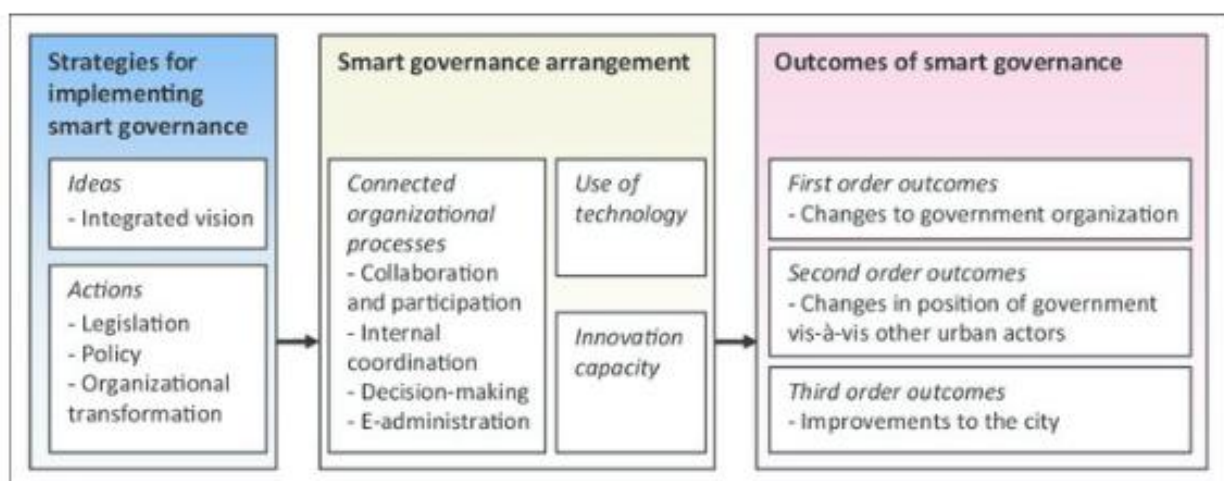 Strategies for
implementing
smart governance
Ideas
- Integrated vision
Actions
- Legislation
- Policy
- Organizational
transformation
Smart governance arrangement
Connected
organizational
processes
- Collaboration
and participation
- Internal
coordination
- Decision-making
- E-administration
Use of
technology
Innovation
capacity
Outcomes of smart governance
First order outcomes
- Changes to government organization
Second order outcomes
- Changes in position of government
vis-à-vis other urban actors
Third order outcomes
- Improvements to the city